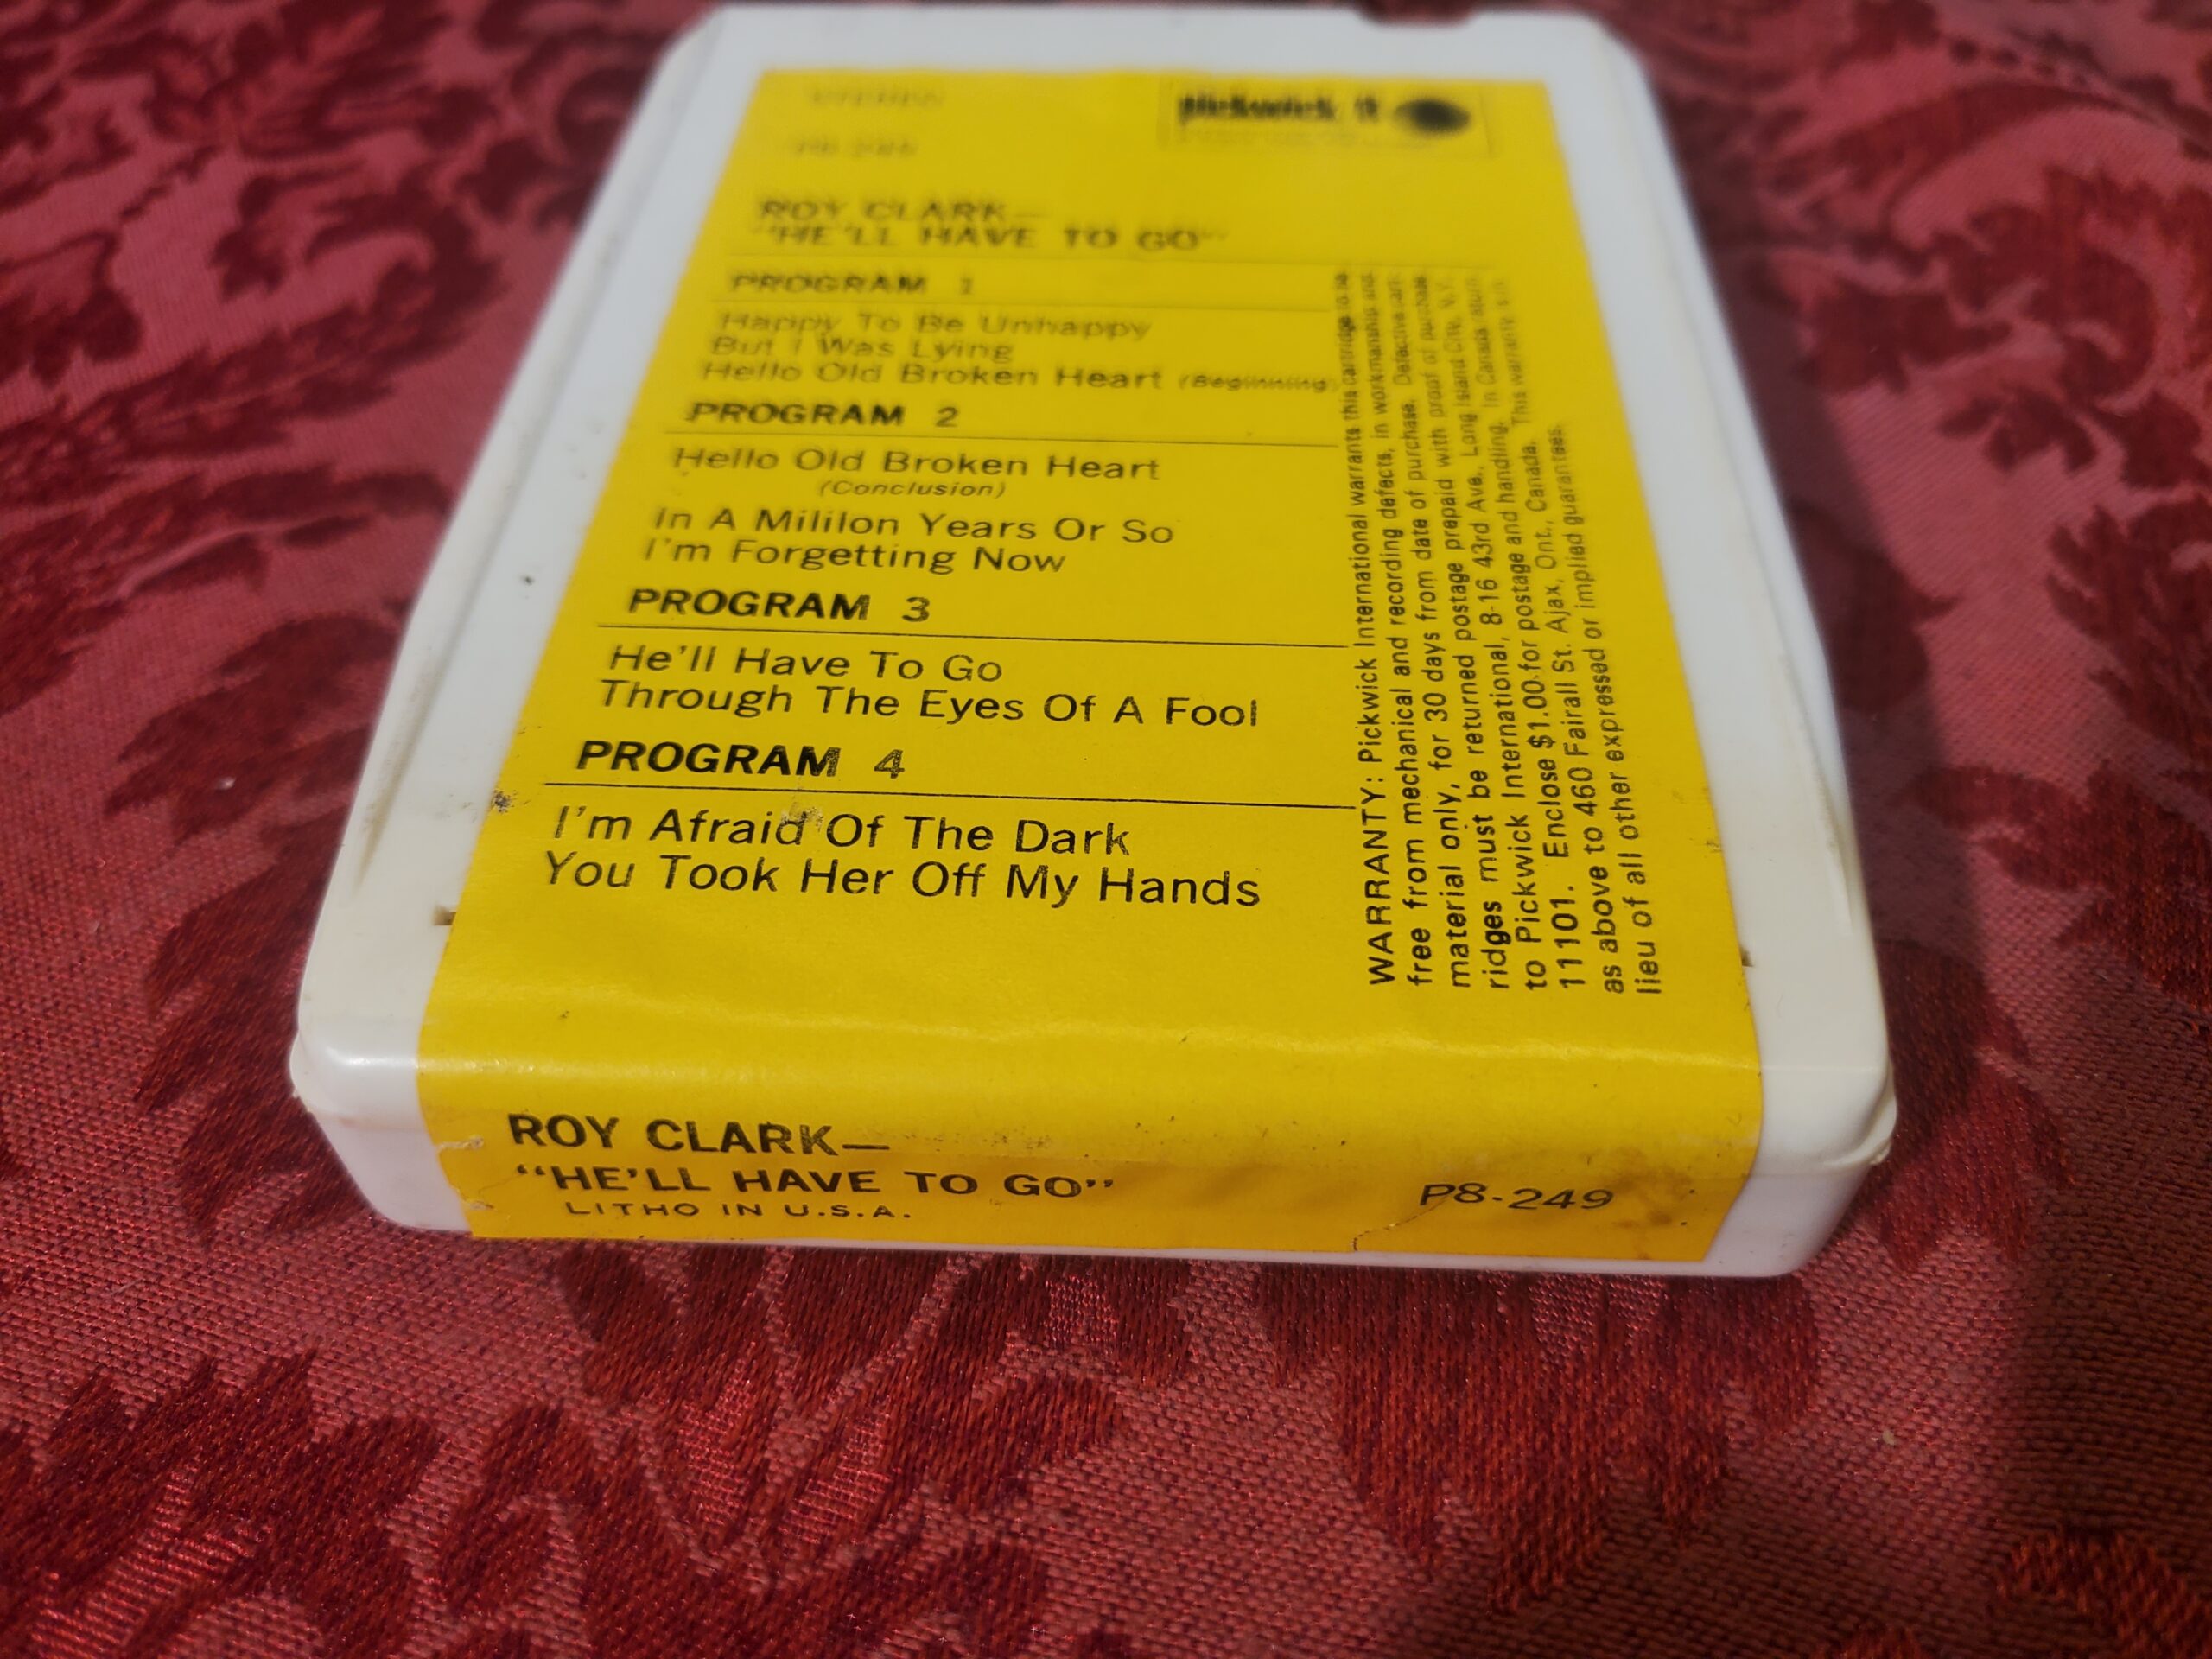 STEREO
P8-249
pickwick
ROY CLARK—
"HE'LL HAVE TO GO"
PROGRAM 1
Happy To Be Unhappy
But I Was Lying
Hello Old Broken Heart (Beginning)
PROGRAM 2
Hello Old Broken Heart
(Conclusion)
In A Mililon Years Or So
I'm Forgetting Now
PROGRAM 3
He'll Have To Go
Through The Eyes Of A Fool
PROGRAM 4
I'm Afraid Of The Dark
You Took Her Off My Hands
WARRANTY: Pickwick International warrants this cartridge to be
free from mechanical and recording defects, in workmanship and
material only, for 30 days from date of purchase. Defective cart-
ridges must be returned postage prepaid with proof of purchase
to Pickwick International, 8-16 43rd Ave., Long Island City, N.Y.
11101. Enclose $1.00 for postage and handling. In Canada return
as above to 460 Fairall St. Ajax, Ont., Canada. This warranty is in
lieu of all other expressed or implied guarantees.
ROY CLARK—
"HE'LL HAVE TO GO"
LITHO IN U.S.A.
P8-249